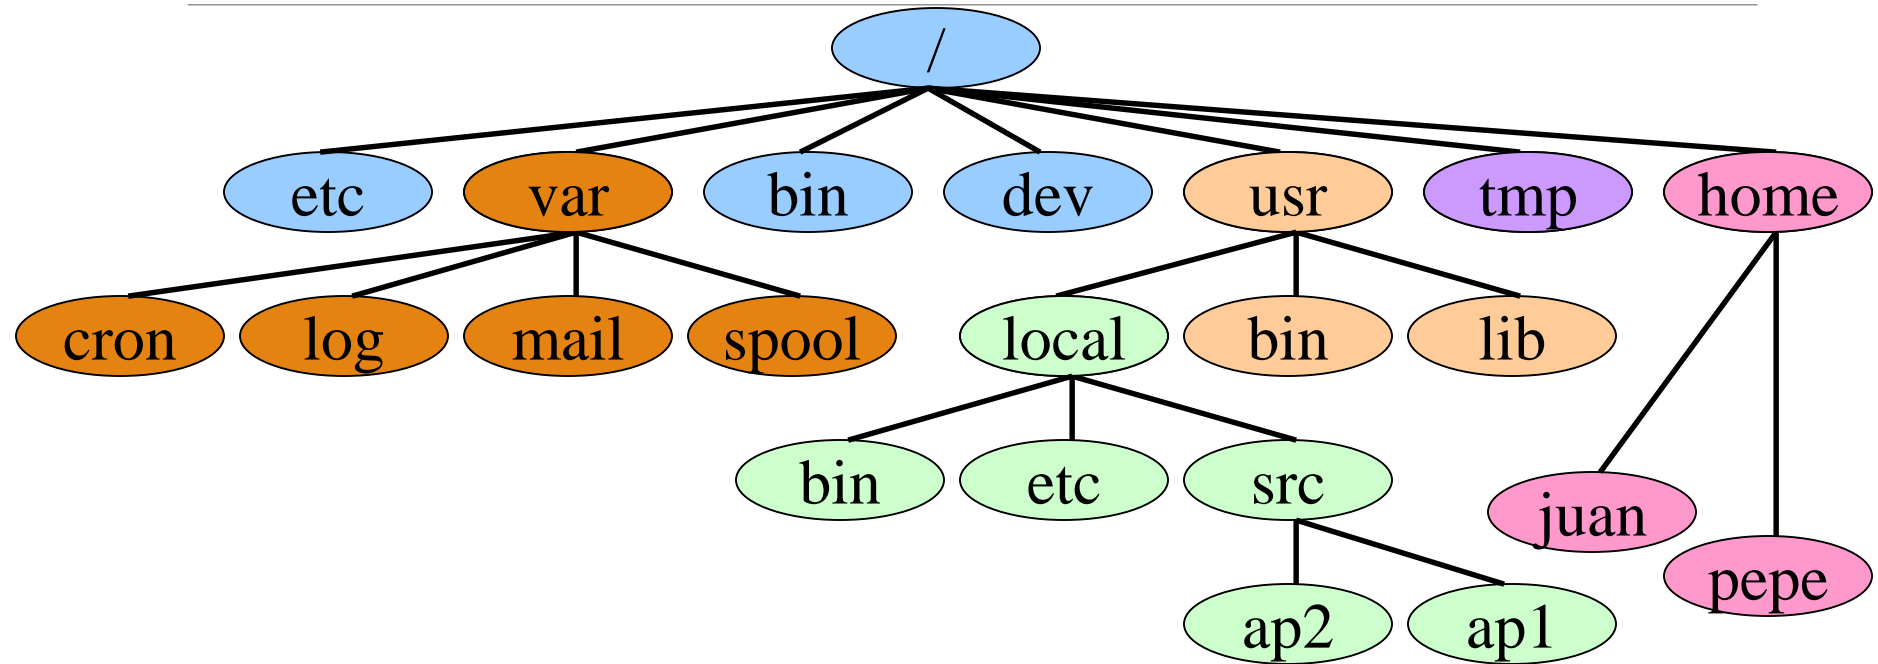 /
etc var bin dev usr tmp home
cron log mail spool local bin lib
bin etc src
juan
pepe
ap2 ap1